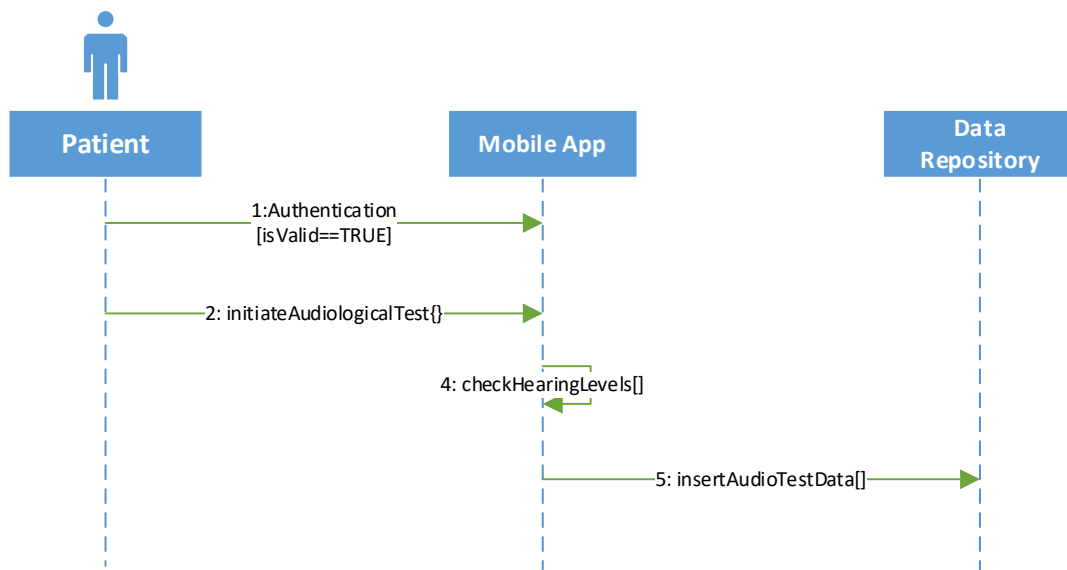 Patient
Mobile App
Data
Repository
1:Authentication
[isValid==TRUE]
2: initiateAudiologicalTest{}
4: checkHearingLevels[]
5: insertAudioTestData[]